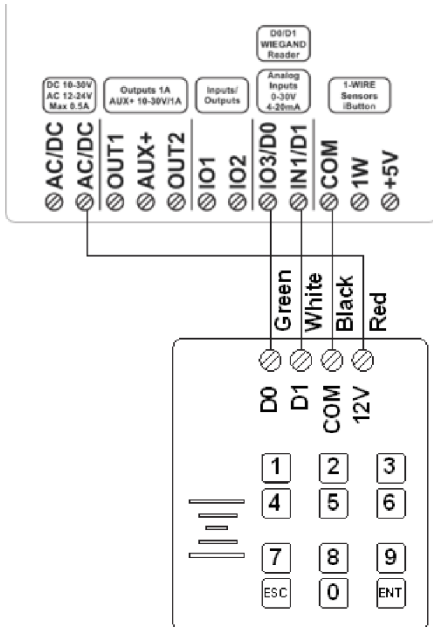 D0/D1
WIEGAND
Reader
DC 10-30V
AC 12-24V
Max 0.5A
Outputs 1A
AUX+ 10-30V/1A
Inputs/
Outputs
Analog
Inputs
0-30V
4-20mA
1-WIRE
Sensors
iButton
AC/DC
AC/DC
OUT1
AUX+
OUT2
IO1
IO2
IO3/D0
IN1/D1
COM
1W
+5V
Green
White
Black
Red
D0
D1
COM
12V
1 2 3
4 5 6
7 8 9
ESC 0 ENT